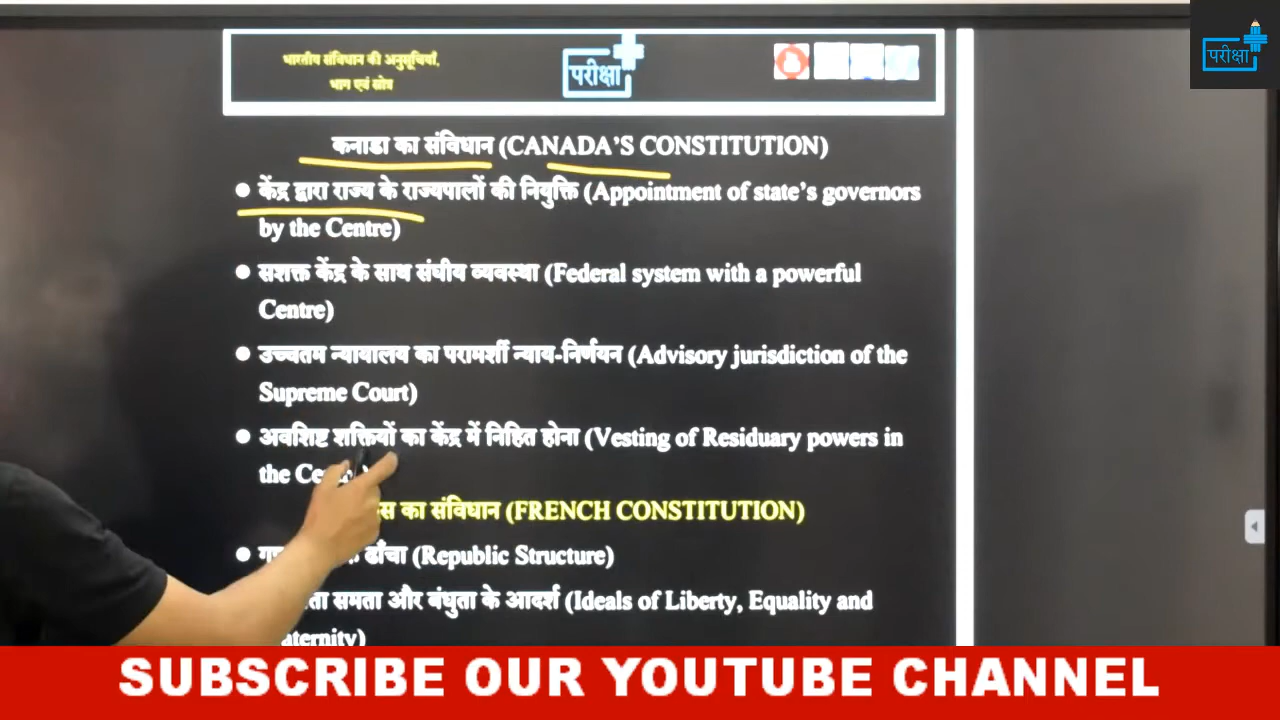 भारतीय संविधान की अनुसूचियाँ,
भाग एवं स्रोत
परीक्षा
परीक्षा
कनाडा का संविधान (CANADA'S CONSTITUTION)
● केंद्र द्वारा राज्य के राज्यपालों की नियुक्ति (Appointment of state's governors
by the Centre)
● सशक्त केंद्र के साथ संघीय व्यवस्था (Federal system with a powerful
Centre)
● उच्चतम न्यायालय का परामर्शी न्याय-निर्णयन (Advisory jurisdiction of the
Supreme Court)
● अवशिष्ट शक्तियों का केंद्र में निहित होना (Vesting of Residuary powers in
the
का संविधान (FRENCH CONSTITUTION)
● ढाँचा (Republic Structure)
समता और बंधुता के आदर्श (Ideals of Liberty, Equality and
SUBSCRIBE OUR YOUTUBE CHANNEL